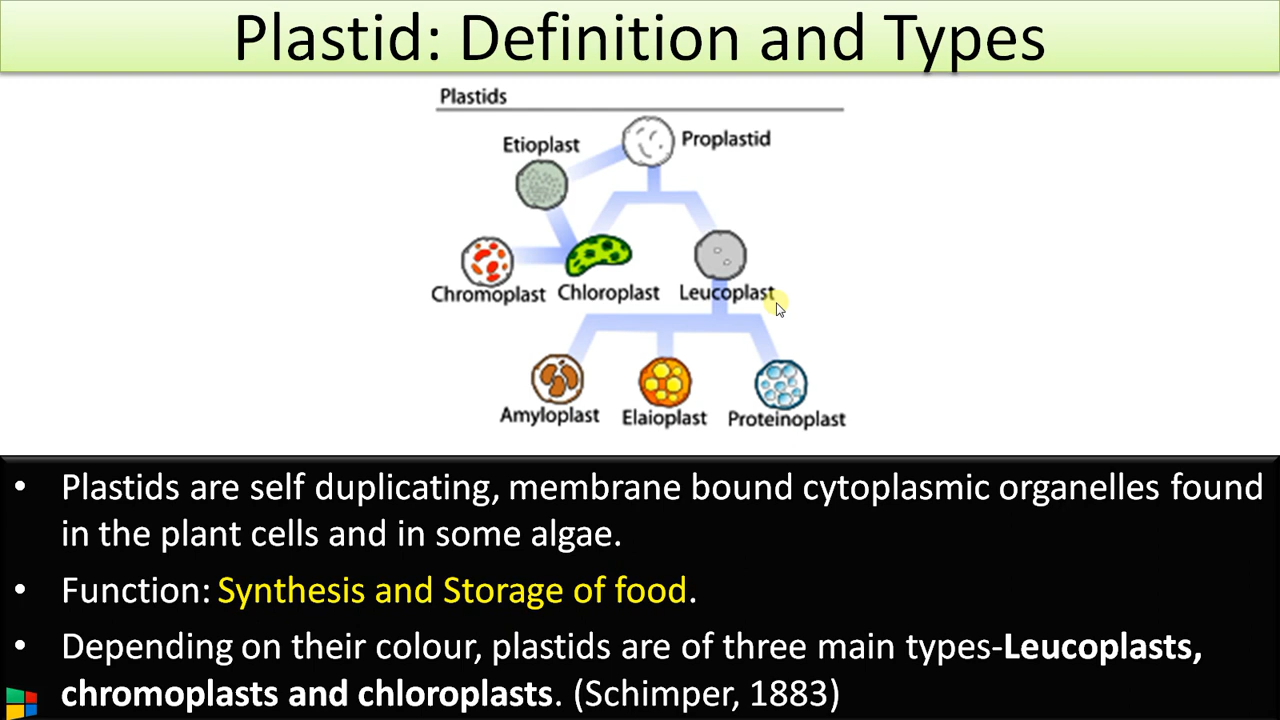 Plastid: Definition and Types
Plastids
Etioplast
Proplastid
Chromoplast
Chloroplast
Leucoplast
Amyloplast
Elaioplast
Proteinoplast
• Plastids are self duplicating, membrane bound cytoplasmic organelles found
in the plant cells and in some algae.
• Function: Synthesis and Storage of food.
• Depending on their colour, plastids are of three main types-Leucoplasts,
chromoplasts and chloroplasts. (Schimper, 1883)